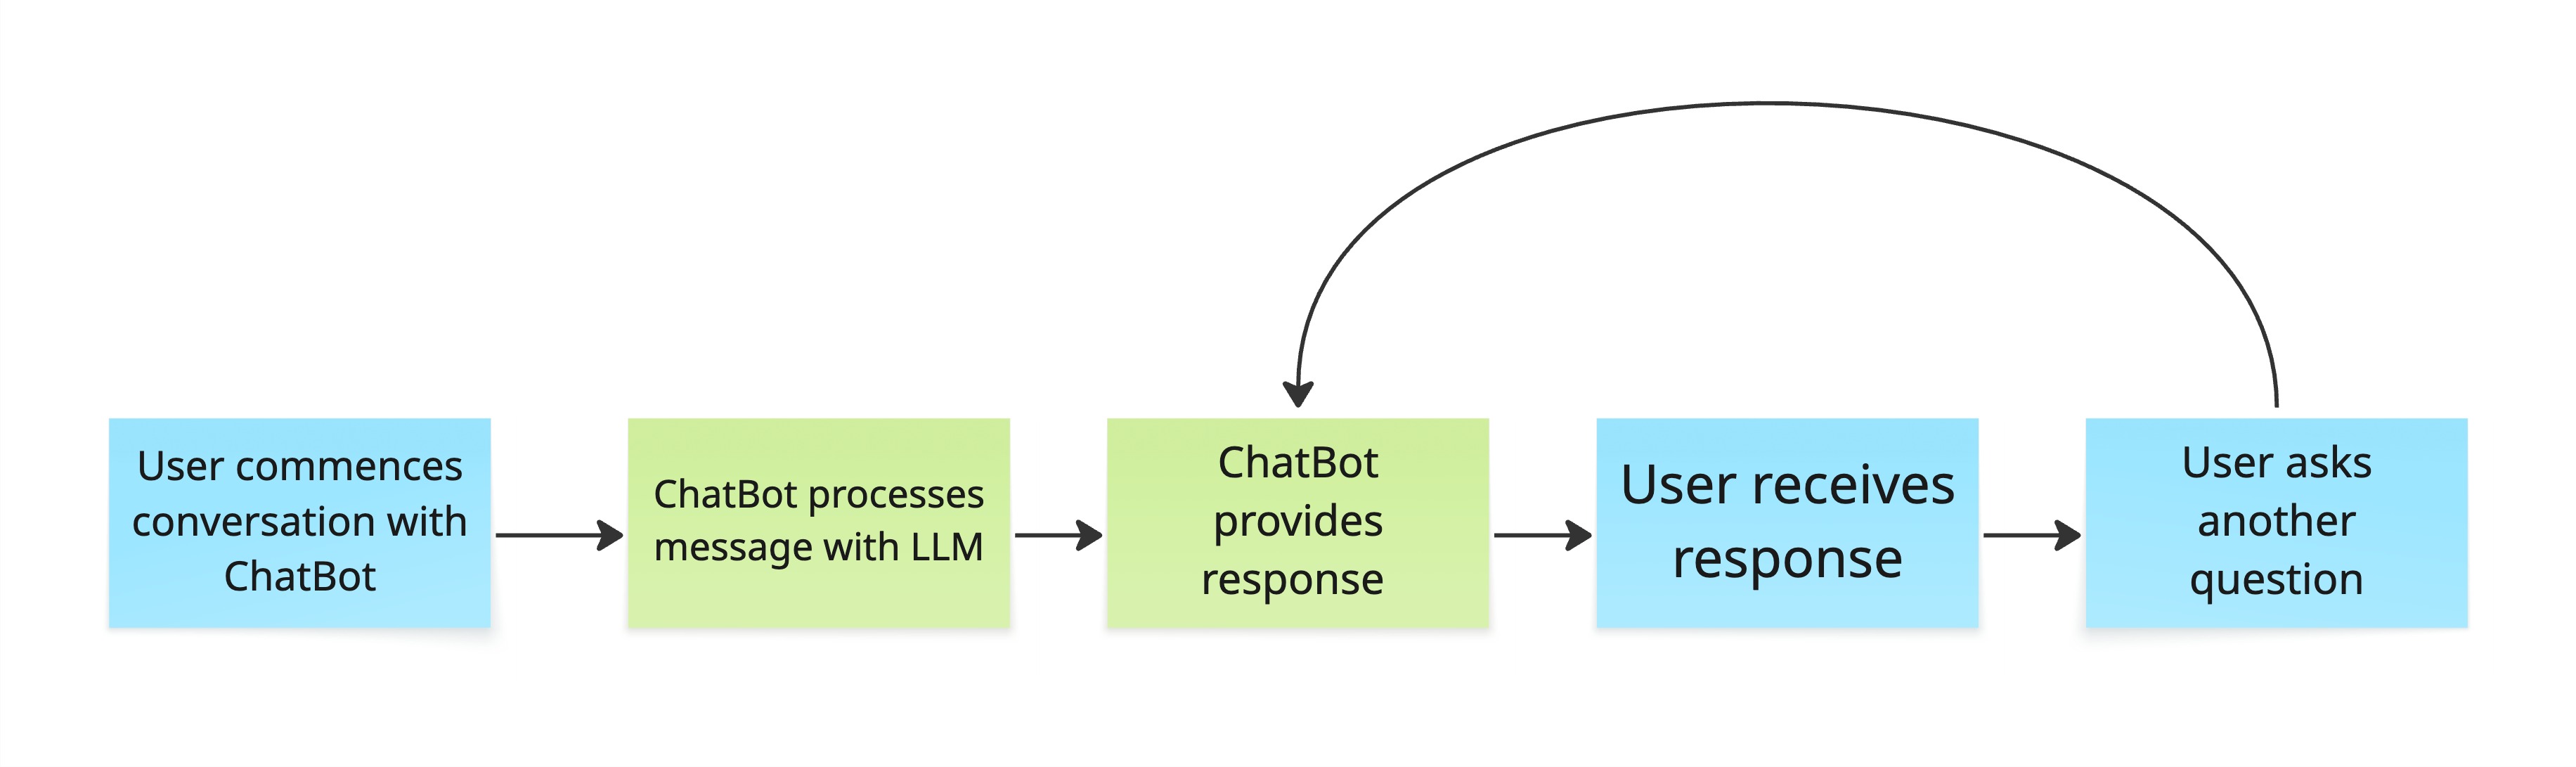 User commences
conversation with
ChatBot
ChatBot processes
message with LLM
ChatBot
provides
response
User receives
response
User asks
another
question